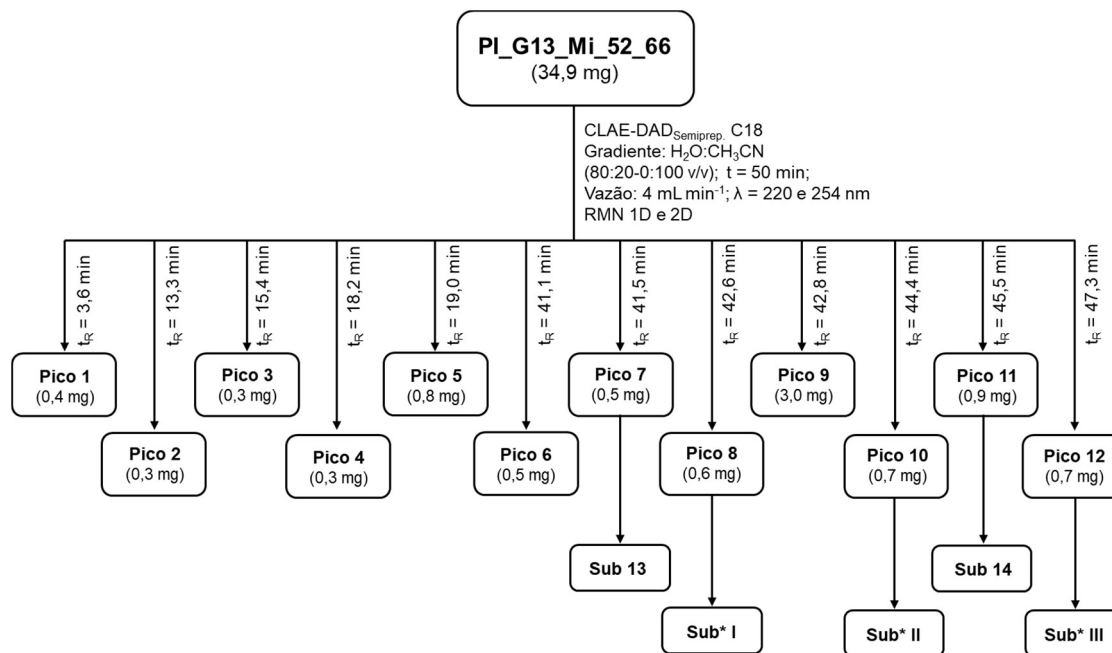 PI_G13_Mi_52_66
(34,9 mg)
CLAE-DAD Semiprep. C18
Gradiente: H₂O:CH₃CN
(80:20-0:100 v/v); t = 50 min;
Vazão: 4 mL min⁻¹; λ = 220 e 254 nm
RMN 1D e 2D
tR = 3,6 min
tR = 13,3 min
tR = 15,4 min
tR = 18,2 min
tR = 19,0 min
tR = 41,1 min
tR = 41,5 min
tR = 42,6 min
tR = 42,8 min
tR = 44,4 min
tR = 45,5 min
tR = 47,3 min
Pico 1
(0,4 mg)
Pico 3
(0,3 mg)
Pico 5
(0,8 mg)
Pico 7
(0,5 mg)
Pico 9
(3,0 mg)
Pico 11
(0,9 mg)
Pico 2
(0,3 mg)
Pico 4
(0,3 mg)
Pico 6
(0,5 mg)
Pico 8
(0,6 mg)
Pico 10
(0,7 mg)
Pico 12
(0,7 mg)
Sub 13
Sub 14
Sub* I
Sub* II
Sub* III